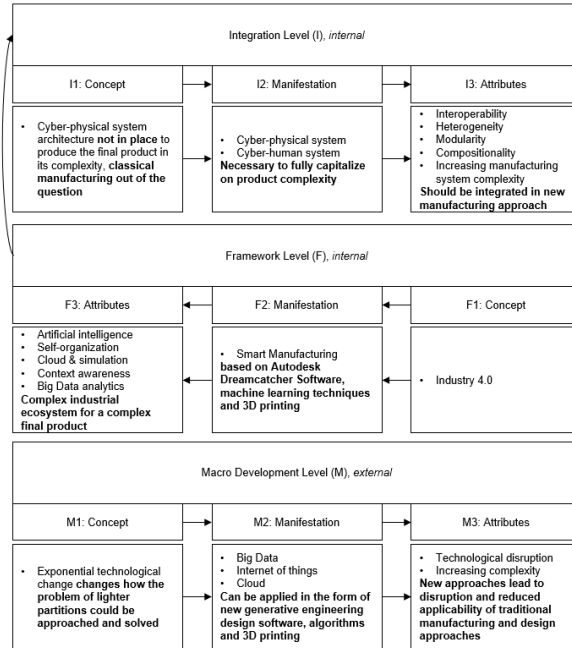 Integration Level (I), internal
I1: Concept
I2: Manifestation
I3: Attributes
• Cyber-physical system
architecture not in place to
produce the final product in
its complexity, classical
manufacturing out of the
question
• Cyber-physical system
• Cyber-human system
Necessary to fully capitalize
on product complexity
• Interoperability
• Heterogeneity
• Modularity
• Compositionality
• Increasing manufacturing
system complexity
Should be integrated in new
manufacturing approach
Framework Level (F), internal
F3: Attributes
F2: Manifestation
F1: Concept
• Artificial intelligence
• Self-organization
• Cloud & simulation
• Context awareness
• Big Data analytics
Complex industrial
ecosystem for a complex
final product
• Smart Manufacturing
based on Autodesk
Dreamcatcher Software,
machine learning techniques
and 3D printing
• Industry 4.0
Macro Development Level (M), external
M1: Concept
M2: Manifestation
M3: Attributes
• Exponential technological
change changes how the
problem of lighter
partitions could be
approached and solved
• Big Data
• Internet of things
• Cloud
Can be applied in the form of
new generative engineering
design software, algorithms
and 3D printing
• Technological disruption
• Increasing complexity
New approaches lead to
disruption and reduced
applicability of traditional
manufacturing and design
approaches